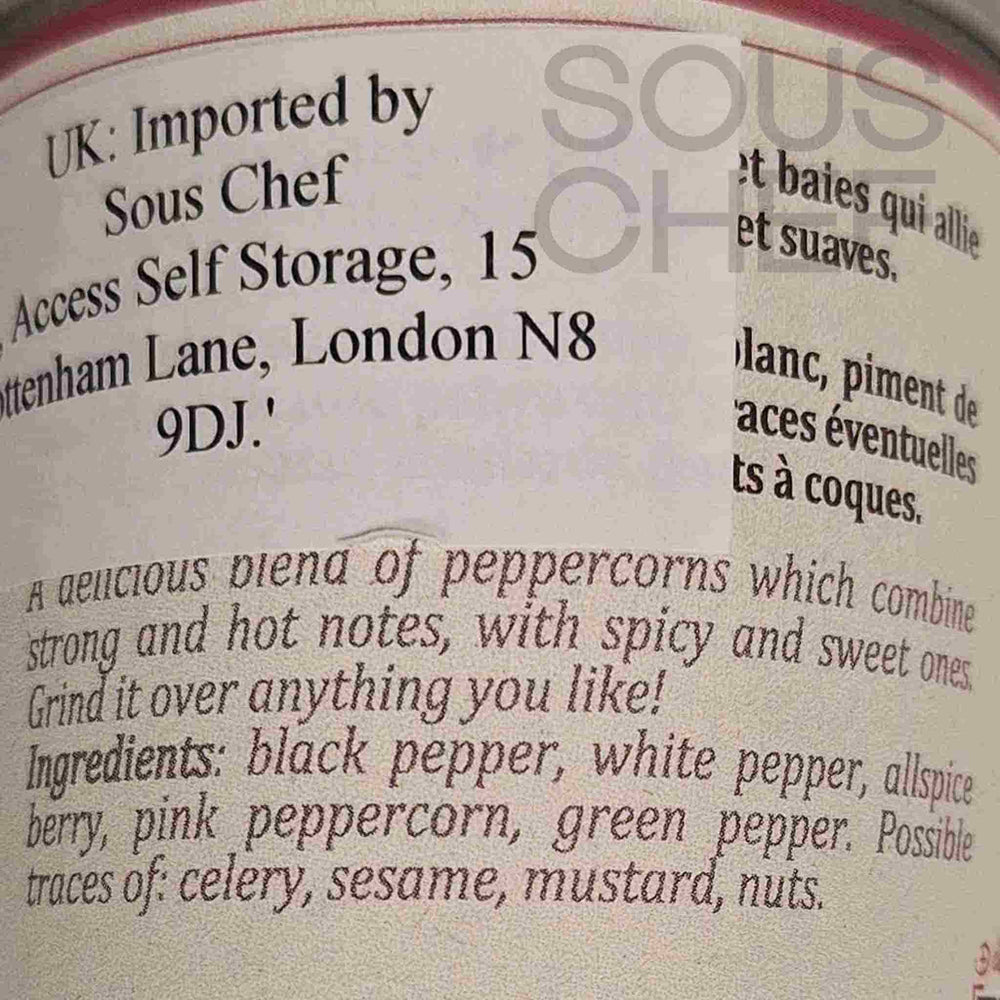 SOUS
CHEF
UK: Imported by
Sous Chef
Access Self Storage, 15
ttenham Lane, London N8
9DJ.'
et baies qui allie
et suaves.
lanc, piment de
races éventuelles
ts à coques.
A delicious blend of peppercorns which combine
strong and hot notes, with spicy and sweet ones.
Grind it over anything you like!
Ingredients: black pepper, white pepper, allspice
berry, pink peppercorn, green pepper. Possible
traces of: celery, sesame, mustard, nuts.